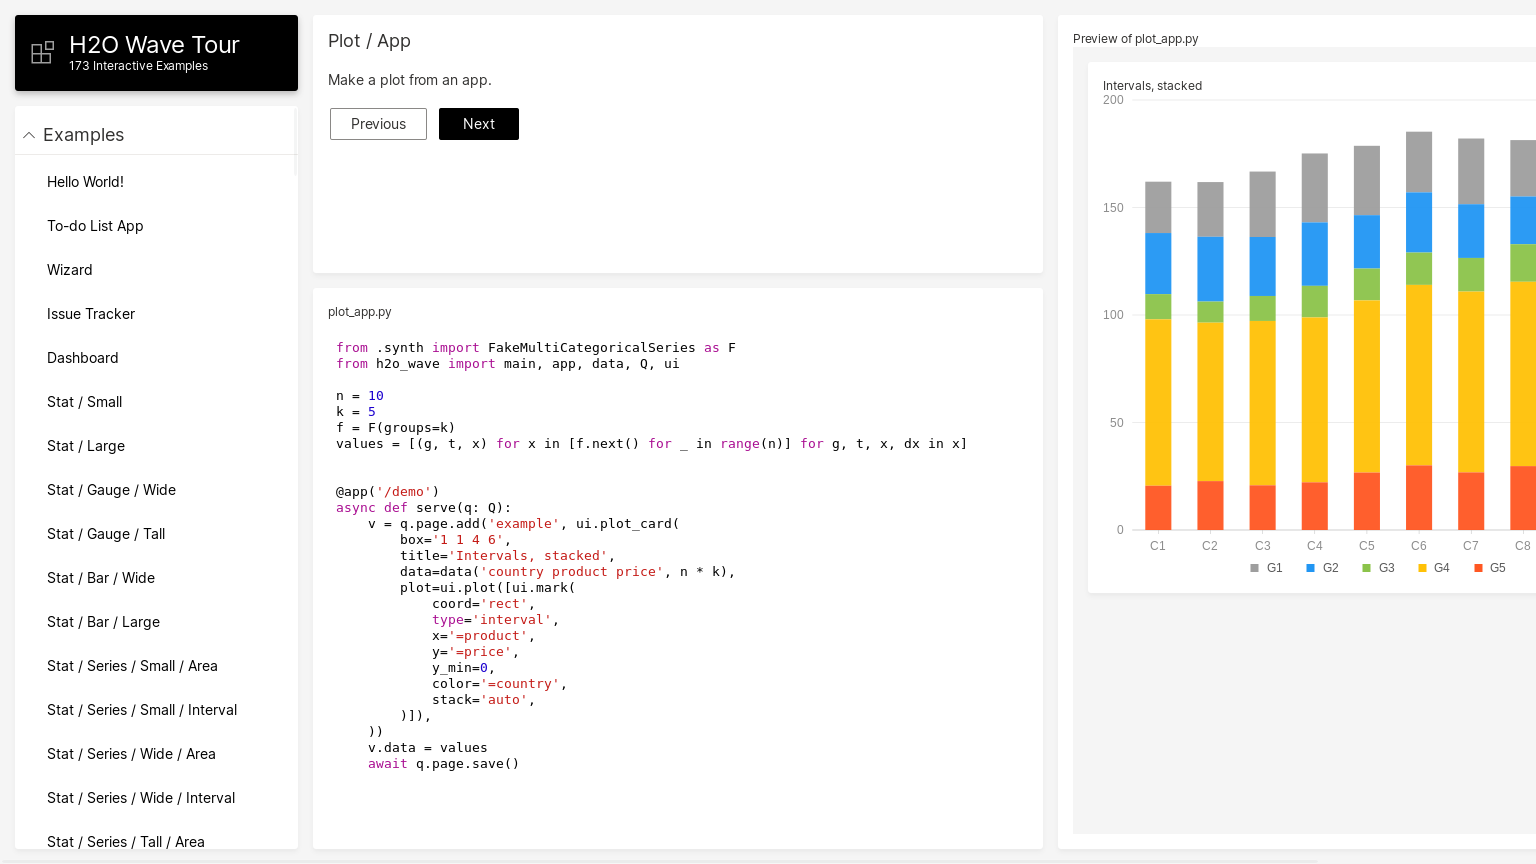 H2O Wave Tour
173 Interactive Examples
Examples
Hello World!
To-do List App
Wizard
Issue Tracker
Dashboard
Stat / Small
Stat / Large
Stat / Gauge / Wide
Stat / Gauge / Tall
Stat / Bar / Wide
Stat / Bar / Large
Stat / Series / Small / Area
Stat / Series / Small / Interval
Stat / Series / Wide / Area
Stat / Series / Wide / Interval
Stat / Series / Tall / Area
Plot / App
Make a plot from an app.
Previous Next
plot_app.py
from .synth import FakeMultiCategoricalSeries as F
from h2o_wave import main, app, data, Q, ui
n = 10
k = 5
f = F(groups=k)
values = [(g, t, x) for x in [f.next() for _ in range(n)] for g, t, x, dx in x]
@app('/demo')
async def serve(q: Q):
    v = q.page.add('example', ui.plot_card(
        box='1 1 4 6',
        title='Intervals, stacked',
        data=data('country product price', n * k),
        plot=ui.plot([ui.mark(
            coord='rect',
            type='interval',
            x='=product',
            y='=price',
            y_min=0,
            color='=country',
            stack='auto',
        )]),
    ))
    v.data = values
    await q.page.save()
Preview of plot_app.py
Intervals, stacked
200
150
100
50
0
C1 C2 C3 C4 C5 C6 C7 C8
G1 G2 G3 G4 G5